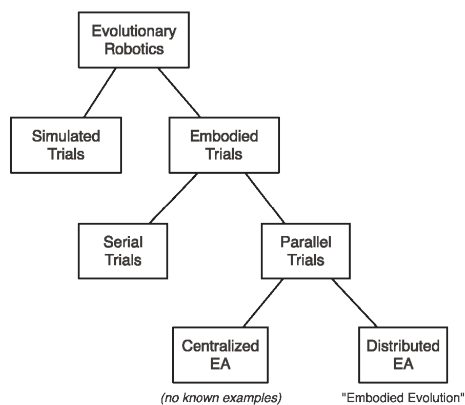 Evolutionary
Robotics
Simulated
Trials
Embodied
Trials
Serial
Trials
Parallel
Trials
Centralized
EA
Distributed
EA
(no known examples)
"Embodied Evolution"